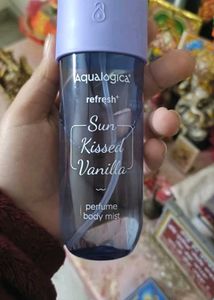 Aqualogica®
refresh+
Sun
Kissed
Vanilla
perfume
body mist